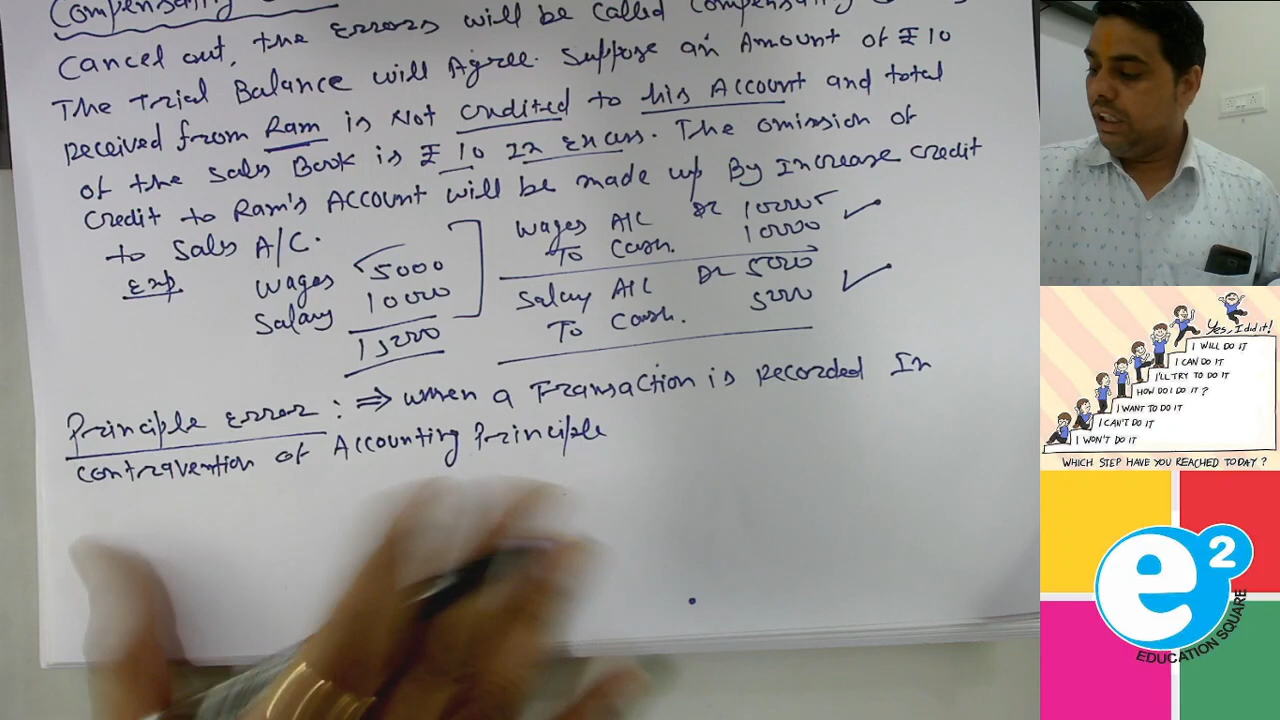 Cancel out, the Errors will be called Compensating
The Trial Balance will Agree. Suppose an Amount of ₹10
received from Ram is Not credited to his Account and total
of the Sales Book is ₹ 10 in excess. The omission of
credit to Ram's Account will be made up By Increase credit
to Sales A/C.
Exp
Wages 5000
Salary 10000
15000
Wages A/C Dr 10000
To Cash. 10000
Salary A/C Dr 5000
To Cash. 5000
Principle Error : ⇒ When a Transaction is Recorded In
contravention of Accounting Principle
Yes, I did it!
I WILL DO IT
I CAN DO IT
I'LL TRY TO DO IT
HOW DO I DO IT?
I WANT TO DO IT
I CAN'T DO IT
I WON'T DO IT
WHICH STEP HAVE YOU REACHED TODAY?
e2
EDUCATION SQUARE